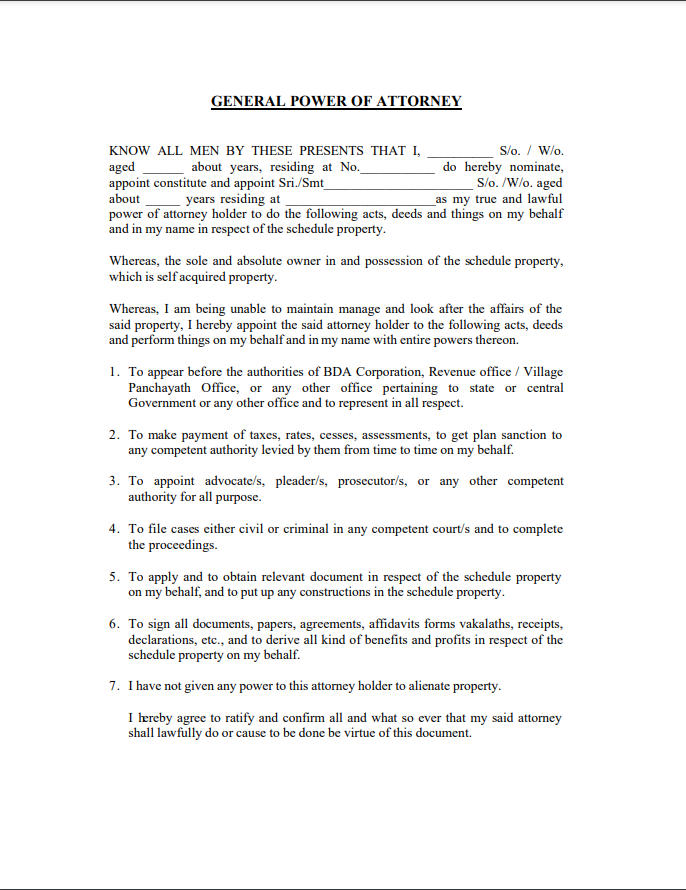 GENERAL POWER OF ATTORNEY
KNOW ALL MEN BY THESE PRESENTS THAT I, __________ S/o. / W/o.
aged ______ about years, residing at No.___________ do hereby nominate,
appoint constitute and appoint Sri./Smt______________________ S/o. /W/o. aged
about _____ years residing at ______________________as my true and lawful
power of attorney holder to do the following acts, deeds and things on my behalf
and in my name in respect of the schedule property.
Whereas, the sole and absolute owner in and possession of the schedule property,
which is self acquired property.
Whereas, I am being unable to maintain manage and look after the affairs of the
said property, I hereby appoint the said attorney holder to the following acts, deeds
and perform things on my behalf and in my name with entire powers thereon.
1. To appear before the authorities of BDA Corporation, Revenue office / Village
Panchayath Office, or any other office pertaining to state or central
Government or any other office and to represent in all respect.
2. To make payment of taxes, rates, cesses, assessments, to get plan sanction to
any competent authority levied by them from time to time on my behalf.
3. To appoint advocate/s, pleader/s, prosecutor/s, or any other competent
authority for all purpose.
4. To file cases either civil or criminal in any competent court/s and to complete
the proceedings.
5. To apply and to obtain relevant document in respect of the schedule property
on my behalf, and to put up any constructions in the schedule property.
6. To sign all documents, papers, agreements, affidavits forms vakalaths, receipts,
declarations, etc., and to derive all kind of benefits and profits in respect of the
schedule property on my behalf.
7. I have not given any power to this attorney holder to alienate property.
I hereby agree to ratify and confirm all and what so ever that my said attorney
shall lawfully do or cause to be done be virtue of this document.